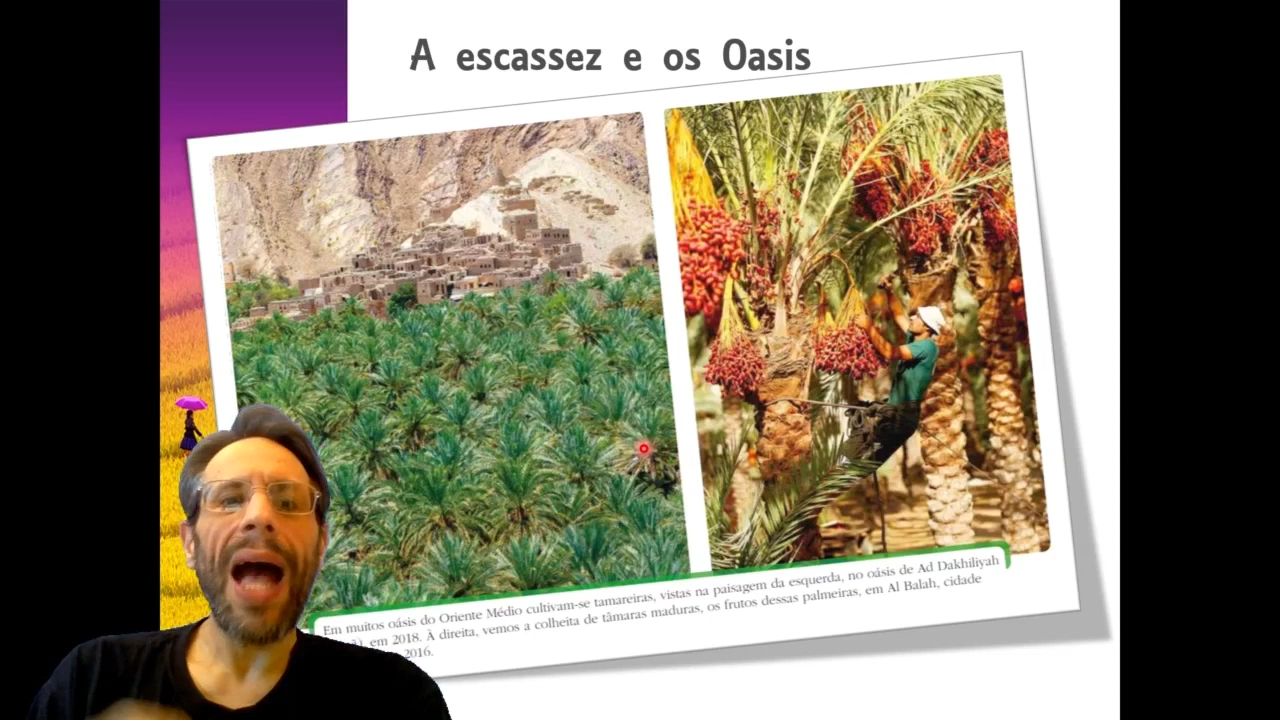 A escassez e os Oasis
Em muitos oásis do Oriente Médio cultivam-se tamareiras, vistas na paisagem da esquerda, no oásis de Ad Dakhiliyah
em 2018. À direita, vemos a colheita de tâmaras maduras, os frutos dessas palmeiras, em Al Balah, cidade
2016.